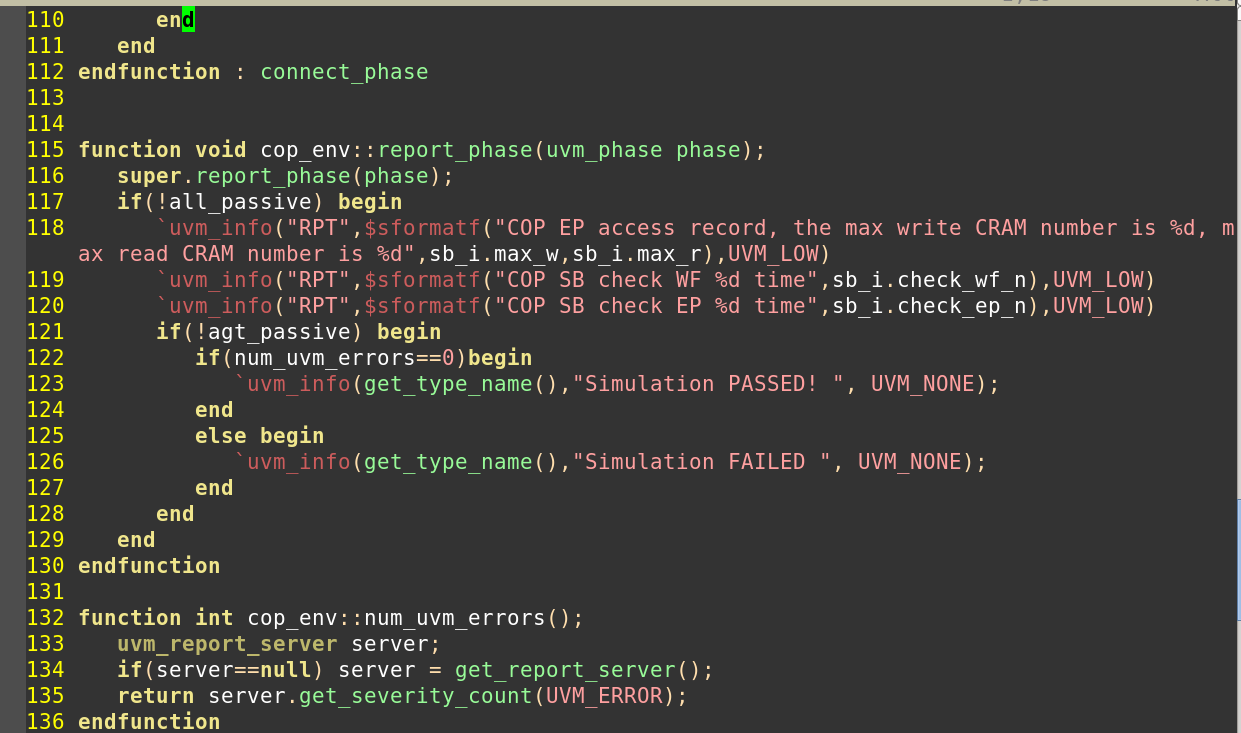 110       end
111    end
112 endfunction : connect_phase
113
114
115 function void cop_env::report_phase(uvm_phase phase);
116    super.report_phase(phase);
117    if(!all_passive) begin
118       `uvm_info("RPT",$sformatf("COP EP access record, the max write CRAM number is %d, m
ax read CRAM number is %d",sb_i.max_w,sb_i.max_r),UVM_LOW)
119       `uvm_info("RPT",$sformatf("COP SB check WF %d time",sb_i.check_wf_n),UVM_LOW)
120       `uvm_info("RPT",$sformatf("COP SB check EP %d time",sb_i.check_ep_n),UVM_LOW)
121       if(!agt_passive) begin
122          if(num_uvm_errors==0)begin
123             `uvm_info(get_type_name(),"Simulation PASSED! ", UVM_NONE);
124          end
125          else begin
126             `uvm_info(get_type_name(),"Simulation FAILED ", UVM_NONE);
127          end
128       end
129    end
130 endfunction
131
132 function int cop_env::num_uvm_errors();
133    uvm_report_server server;
134    if(server==null) server = get_report_server();
135    return server.get_severity_count(UVM_ERROR);
136 endfunction